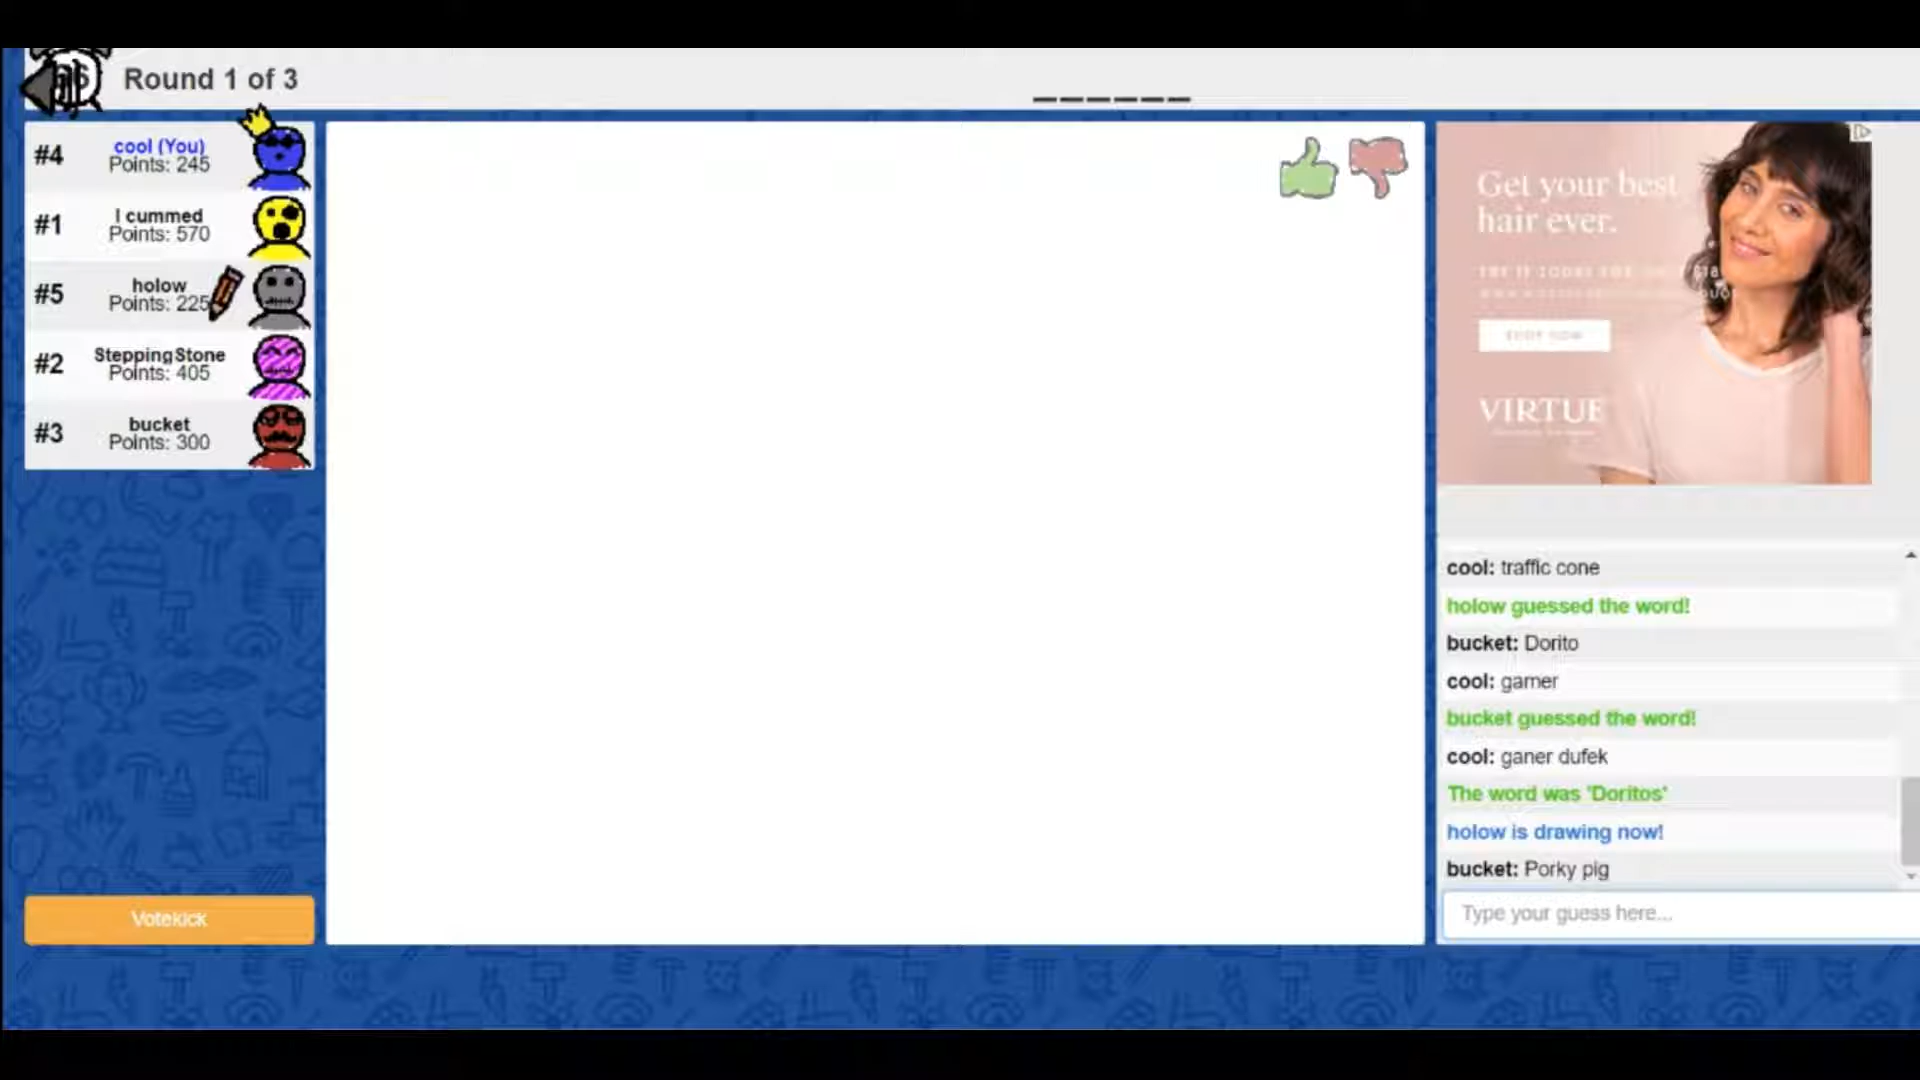 Round 1 of 3
______
#4
cool (You)
Points: 245
#1
I cummed
Points: 570
#5
holow
Points: 225
#2
SteppingStone
Points: 405
#3
bucket
Points: 300
Votekick
Get your best
hair ever.
VIRTUE
cool: traffic cone
holow guessed the word!
bucket: Dorito
cool: gamer
bucket guessed the word!
cool: ganer dufek
The word was 'Doritos'
holow is drawing now!
bucket: Porky pig
Type your guess here...